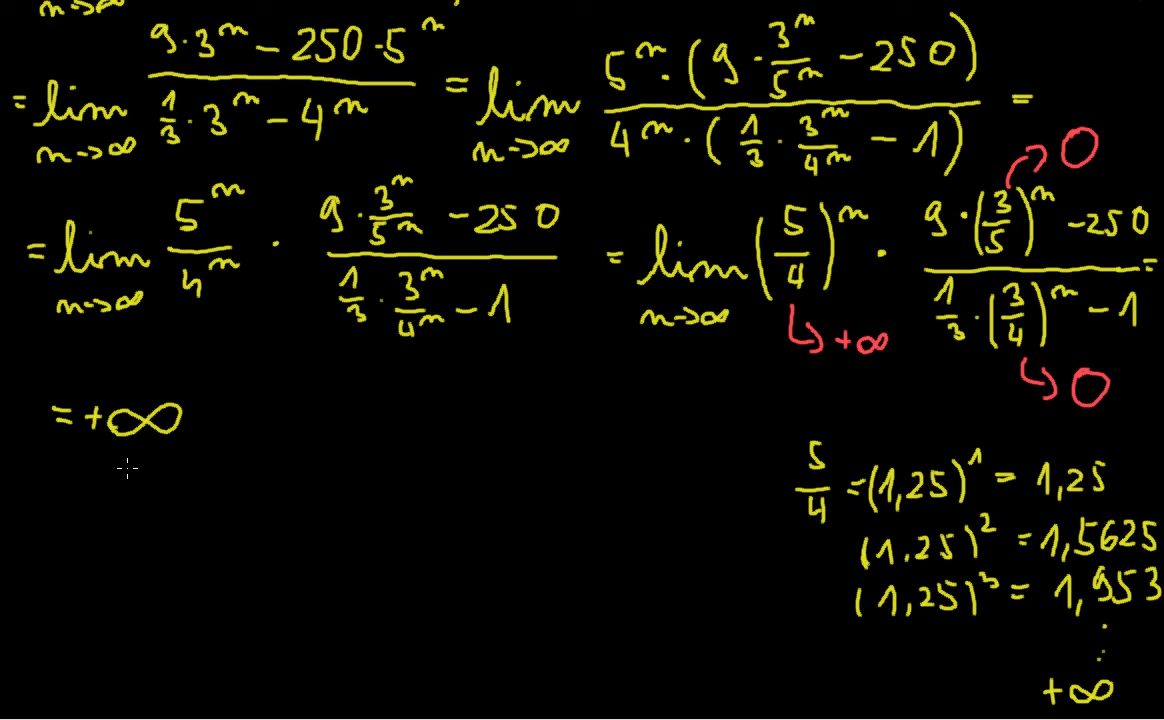 n→∞
= lim n→∞ (9·3^n − 250·5^n) / (1/3·3^n − 4^n) = lim n→∞ (5^n·(9·3^n/5^n − 250)) / (4^n·(1/3·3^n/4^n − 1)) =
= lim n→∞ 5^n/4^n · (9·3^n/5^n − 250) / (1/3·3^n/4^n − 1) = lim n→∞ (5/4)^n · (9·(3/5)^n − 250) / (1/3·(3/4)^n − 1) =
0
+∞
0
= +∞
5/4 = (1,25)^1 = 1,25
(1,25)^2 = 1,5625
(1,25)^3 = 1,953
⋮
+∞